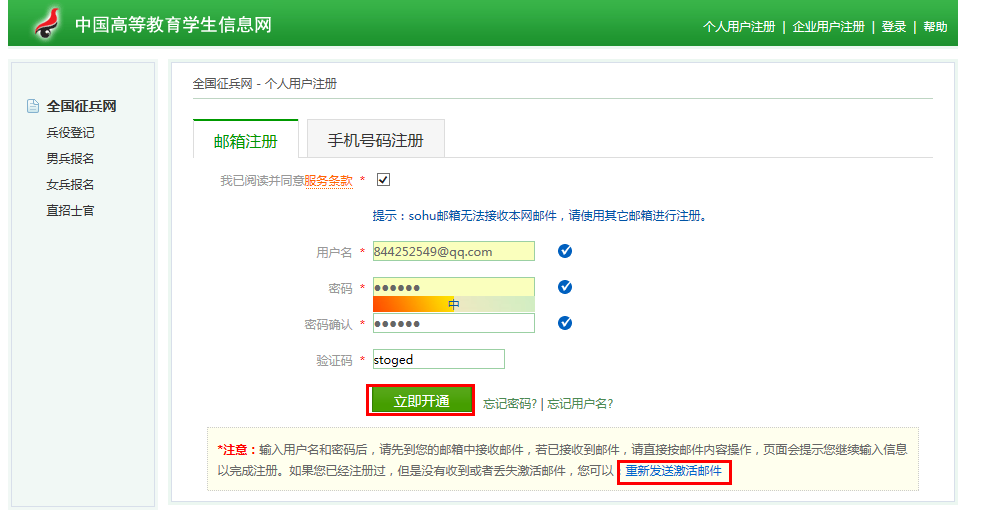 中国高等教育学生信息网
个人用户注册 | 企业用户注册 | 登录 | 帮助
全国征兵网
兵役登记
男兵报名
女兵报名
直招士官
全国征兵网 - 个人用户注册
邮箱注册 手机号码注册
我已阅读并同意服务条款 *
提示：sohu邮箱无法接收本网邮件，请使用其它邮箱进行注册。
用户名 * 844252549@qq.com
密码 * ●●●●●●
中
密码确认 * ●●●●●●
验证码 * stoged
立即开通 忘记密码? | 忘记用户名?
*注意：输入用户名和密码后，请先到您的邮箱中接收邮件，若已接收到邮件，请直接按邮件内容操作，页面会提示您继续输入信息
以完成注册。如果您已经注册过，但是没有收到或者丢失激活邮件，您可以 重新发送激活邮件